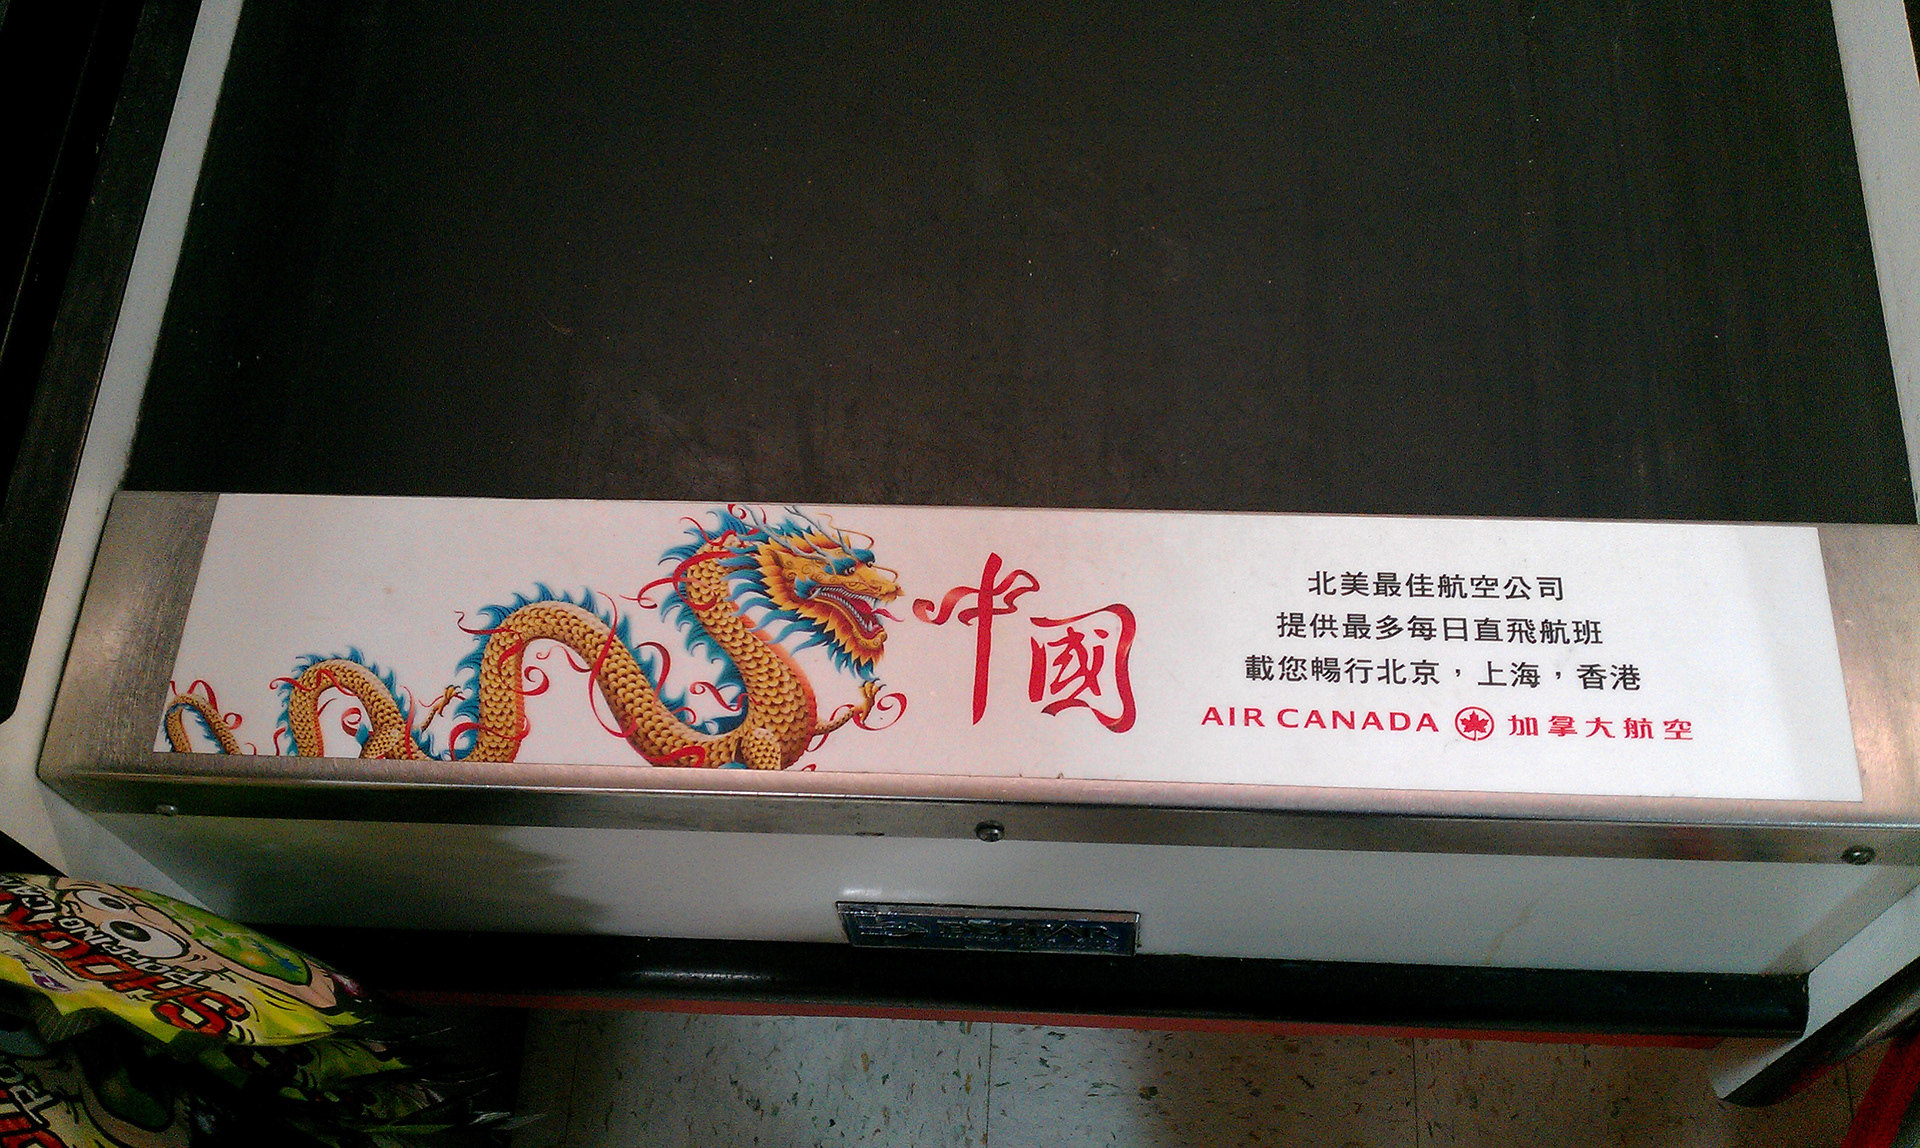 中國
北美最佳航空公司
提供最多每日直飛航班
載您暢行北京，上海，香港
AIR CANADA 加拿大航空
SHOCK